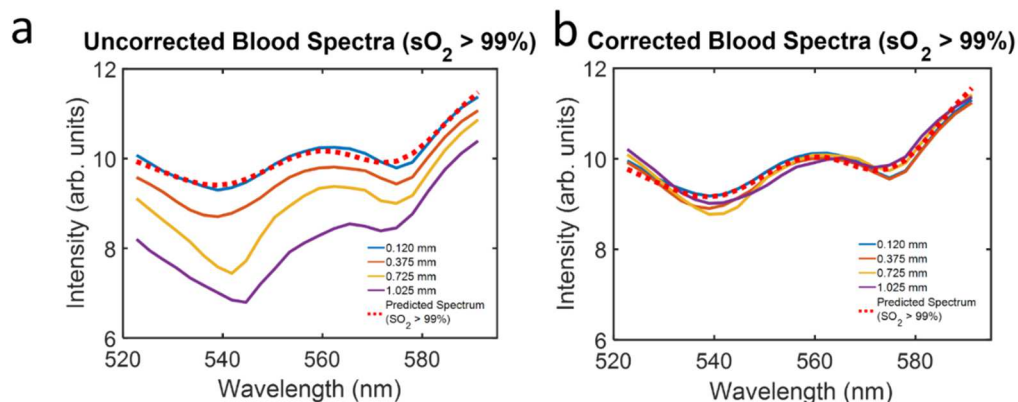 a
Uncorrected Blood Spectra (sO2 > 99%)
12
10
8
6
Intensity (arb. units)
520
540
560
580
Wavelength (nm)
0.120 mm
0.375 mm
0.725 mm
1.025 mm
Predicted Spectrum
(SO2 > 99%)
b
Corrected Blood Spectra (sO2 > 99%)
12
10
8
6
Intensity (arb. units)
520
540
560
580
Wavelength (nm)
0.120 mm
0.375 mm
0.725 mm
1.025 mm
Predicted Spectrum
(SO2 > 99%)